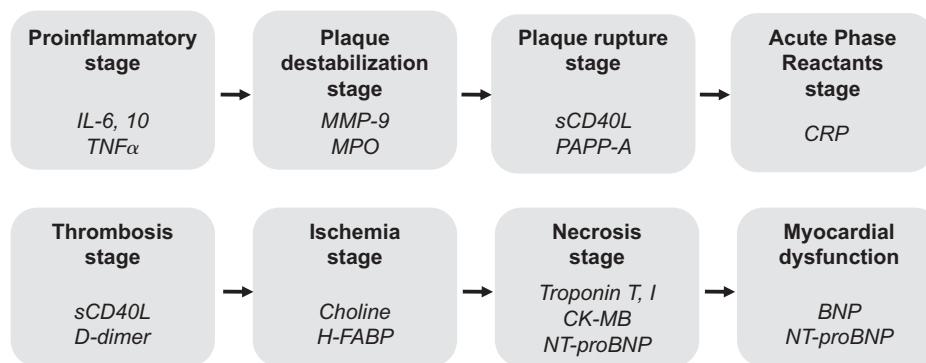 Proinflammatory
stage
IL-6, 10
TNFα
Plaque
destabilization
stage
MMP-9
MPO
Plaque rupture
stage
sCD40L
PAPP-A
Acute Phase
Reactants
stage
CRP
Thrombosis
stage
sCD40L
D-dimer
Ischemia
stage
Choline
H-FABP
Necrosis
stage
Troponin T, I
CK-MB
NT-proBNP
Myocardial
dysfunction
BNP
NT-proBNP